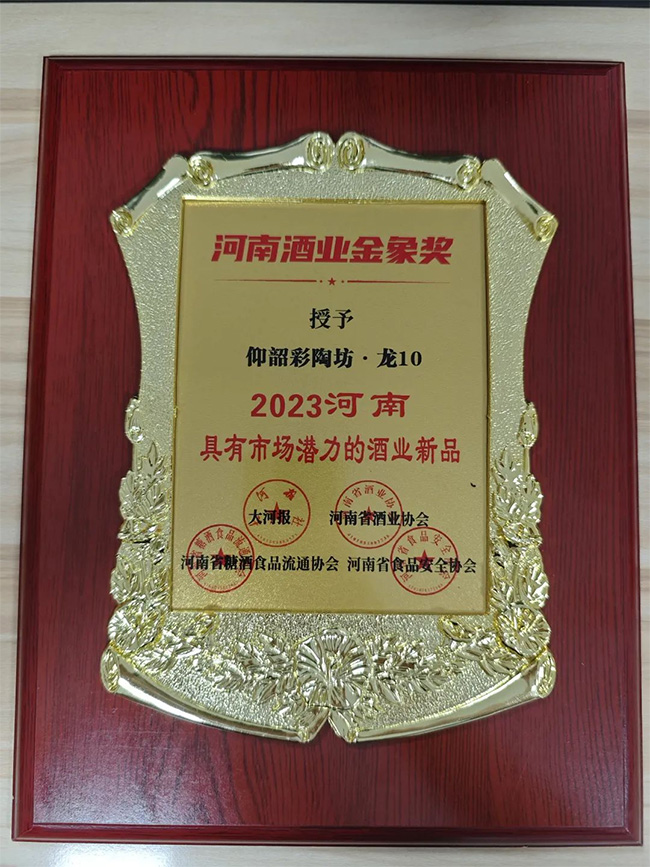 河南酒业金象奖
授予
仰韶彩陶坊·龙10
2023河南
具有市场潜力的酒业新品
大河报 河南省酒业协会
河南省糖酒食品流通协会 河南省食品安全协会